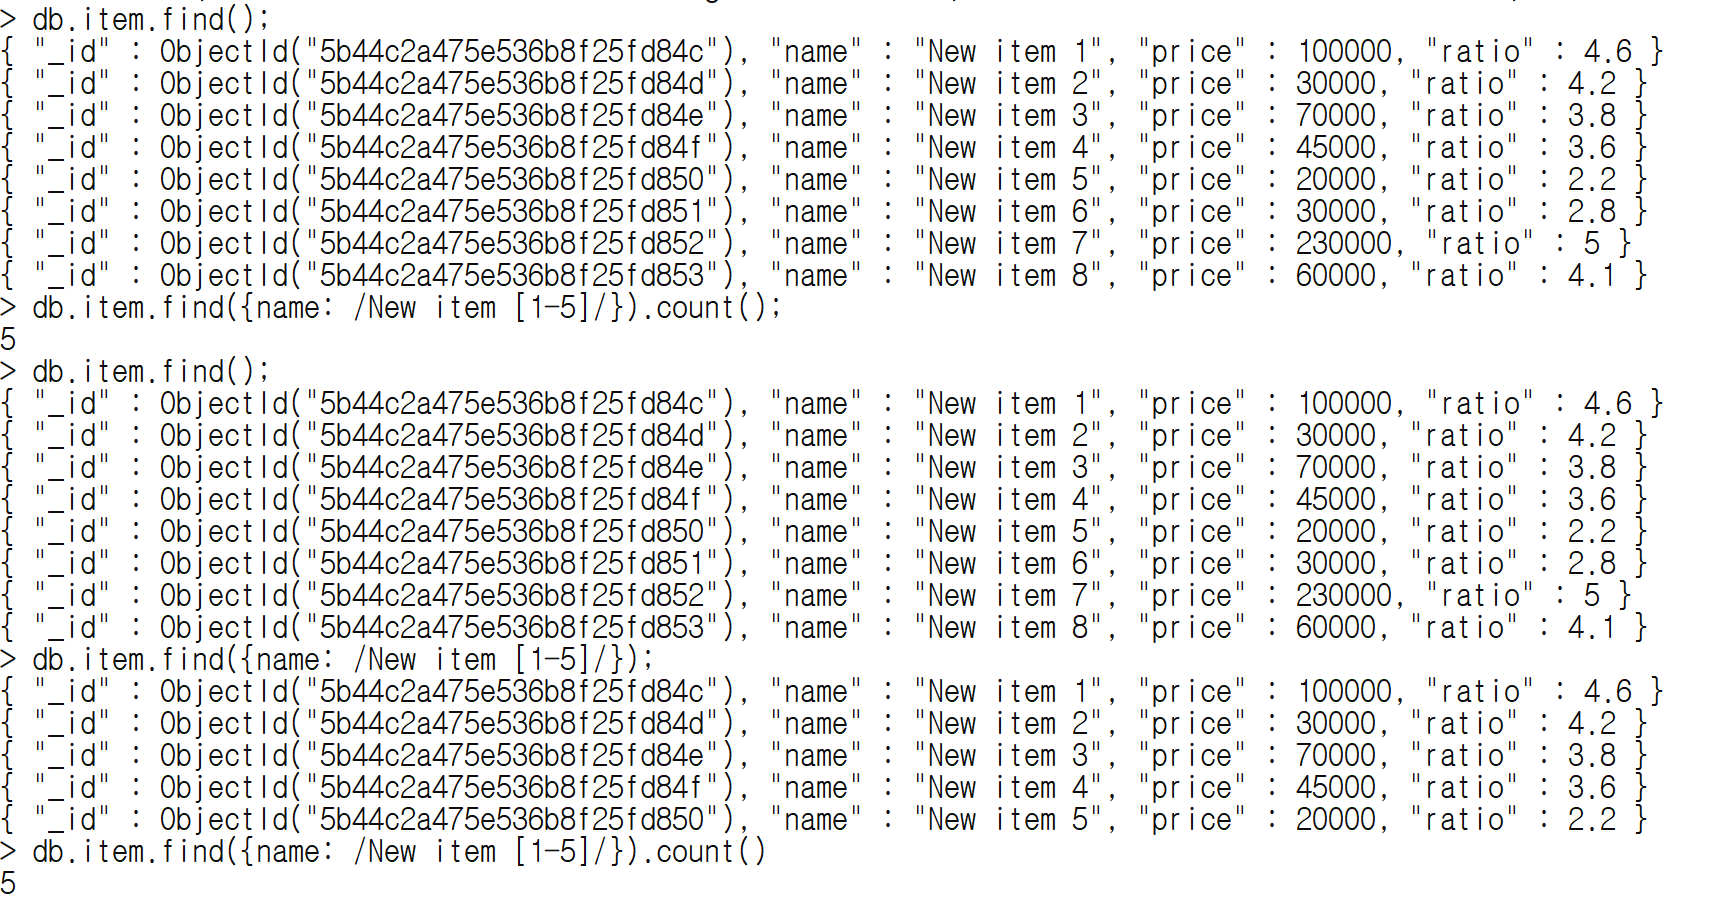 > db.item.find();
{ "_id" : ObjectId("5b44c2a475e536b8f25fd84c"), "name" : "New item 1", "price" : 100000, "ratio" : 4.6 }
{ "_id" : ObjectId("5b44c2a475e536b8f25fd84d"), "name" : "New item 2", "price" : 30000, "ratio" : 4.2 }
{ "_id" : ObjectId("5b44c2a475e536b8f25fd84e"), "name" : "New item 3", "price" : 70000, "ratio" : 3.8 }
{ "_id" : ObjectId("5b44c2a475e536b8f25fd84f"), "name" : "New item 4", "price" : 45000, "ratio" : 3.6 }
{ "_id" : ObjectId("5b44c2a475e536b8f25fd850"), "name" : "New item 5", "price" : 20000, "ratio" : 2.2 }
{ "_id" : ObjectId("5b44c2a475e536b8f25fd851"), "name" : "New item 6", "price" : 30000, "ratio" : 2.8 }
{ "_id" : ObjectId("5b44c2a475e536b8f25fd852"), "name" : "New item 7", "price" : 230000, "ratio" : 5 }
{ "_id" : ObjectId("5b44c2a475e536b8f25fd853"), "name" : "New item 8", "price" : 60000, "ratio" : 4.1 }
> db.item.find({name: /New item [1-5]/}).count();
5
> db.item.find();
{ "_id" : ObjectId("5b44c2a475e536b8f25fd84c"), "name" : "New item 1", "price" : 100000, "ratio" : 4.6 }
{ "_id" : ObjectId("5b44c2a475e536b8f25fd84d"), "name" : "New item 2", "price" : 30000, "ratio" : 4.2 }
{ "_id" : ObjectId("5b44c2a475e536b8f25fd84e"), "name" : "New item 3", "price" : 70000, "ratio" : 3.8 }
{ "_id" : ObjectId("5b44c2a475e536b8f25fd84f"), "name" : "New item 4", "price" : 45000, "ratio" : 3.6 }
{ "_id" : ObjectId("5b44c2a475e536b8f25fd850"), "name" : "New item 5", "price" : 20000, "ratio" : 2.2 }
{ "_id" : ObjectId("5b44c2a475e536b8f25fd851"), "name" : "New item 6", "price" : 30000, "ratio" : 2.8 }
{ "_id" : ObjectId("5b44c2a475e536b8f25fd852"), "name" : "New item 7", "price" : 230000, "ratio" : 5 }
{ "_id" : ObjectId("5b44c2a475e536b8f25fd853"), "name" : "New item 8", "price" : 60000, "ratio" : 4.1 }
> db.item.find({name: /New item [1-5]/});
{ "_id" : ObjectId("5b44c2a475e536b8f25fd84c"), "name" : "New item 1", "price" : 100000, "ratio" : 4.6 }
{ "_id" : ObjectId("5b44c2a475e536b8f25fd84d"), "name" : "New item 2", "price" : 30000, "ratio" : 4.2 }
{ "_id" : ObjectId("5b44c2a475e536b8f25fd84e"), "name" : "New item 3", "price" : 70000, "ratio" : 3.8 }
{ "_id" : ObjectId("5b44c2a475e536b8f25fd84f"), "name" : "New item 4", "price" : 45000, "ratio" : 3.6 }
{ "_id" : ObjectId("5b44c2a475e536b8f25fd850"), "name" : "New item 5", "price" : 20000, "ratio" : 2.2 }
> db.item.find({name: /New item [1-5]/}).count()
5